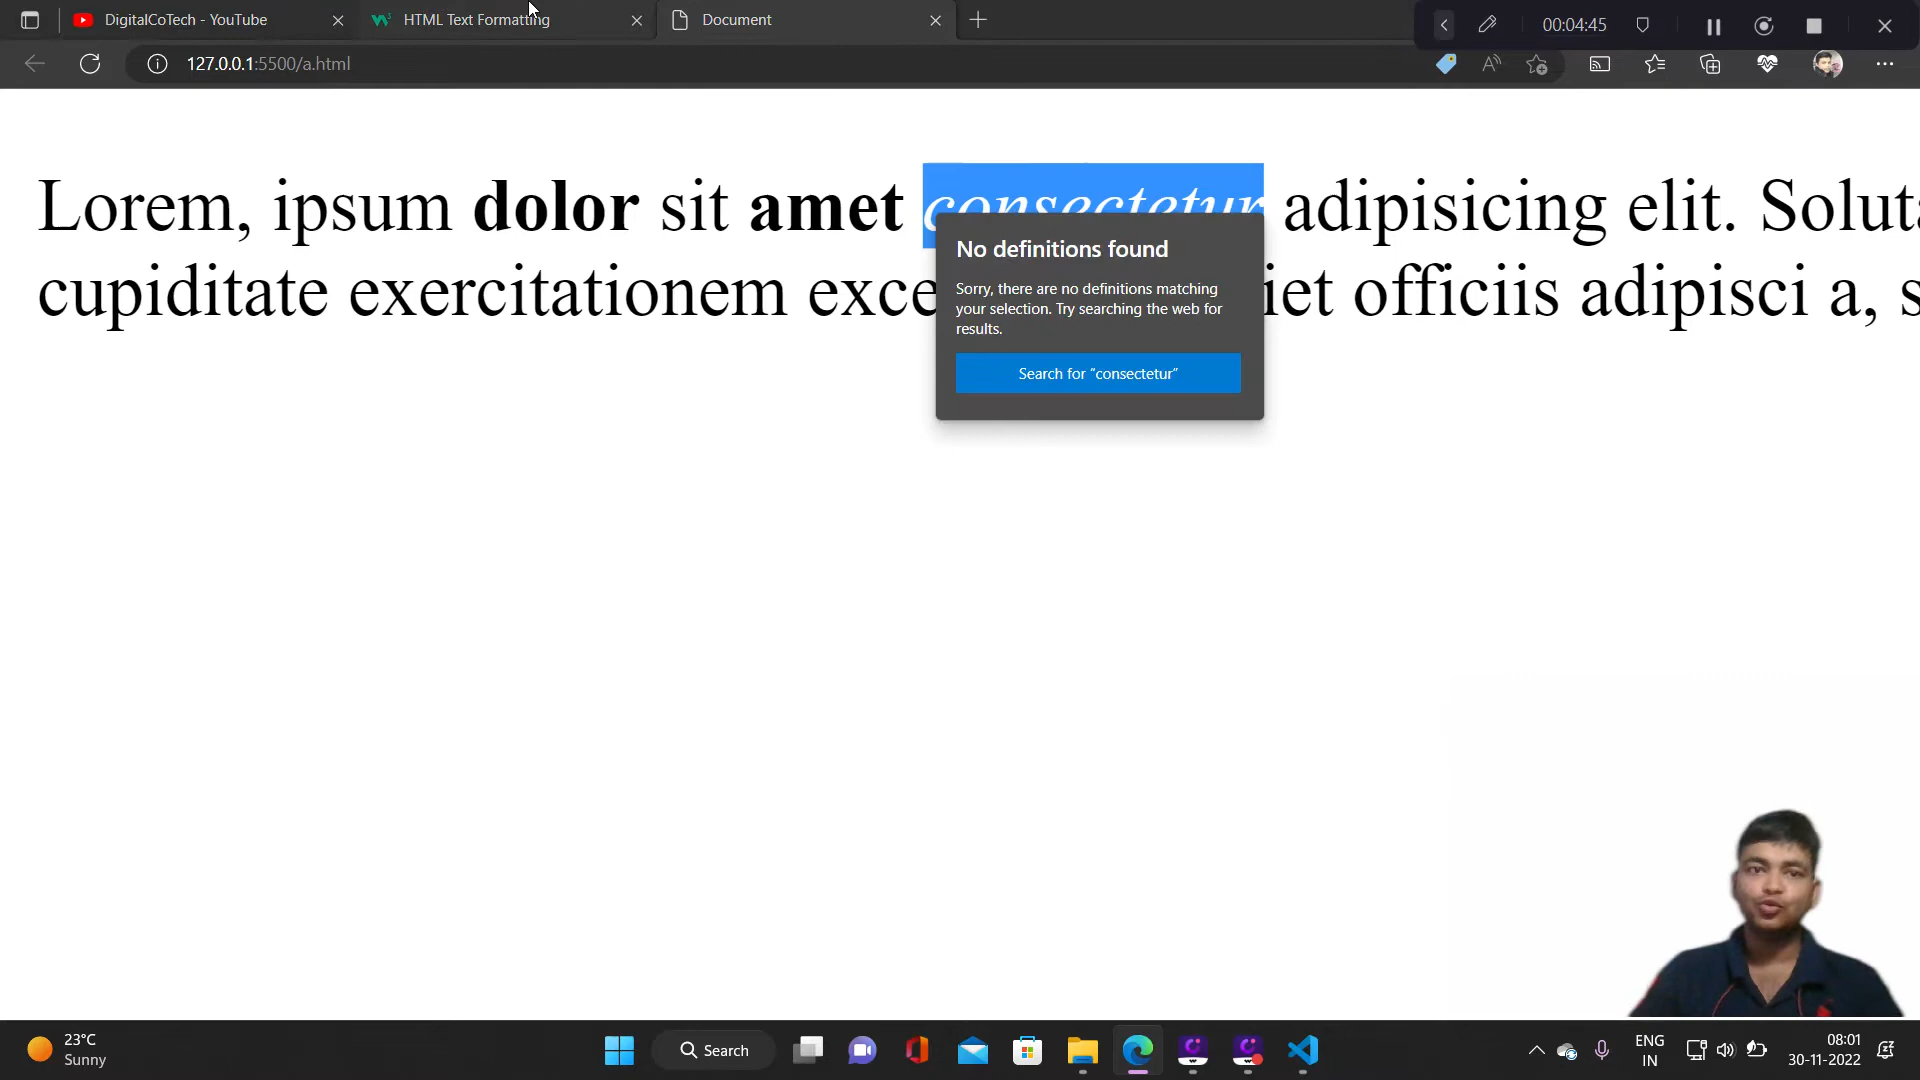 DigitalCoTech - YouTube
HTML Text Formatting
Document
00:04:45
127.0.0.1:5500/a.html
Lorem, ipsum dolor sit amet consectetur adipisicing elit. Soluta
cupiditate exercitationem exce iet officiis adipisci a, s
No definitions found
Sorry, there are no definitions matching
your selection. Try searching the web for
results.
Search for "consectetur"
23°C
Sunny
Search
ENG
IN
08:01
30-11-2022